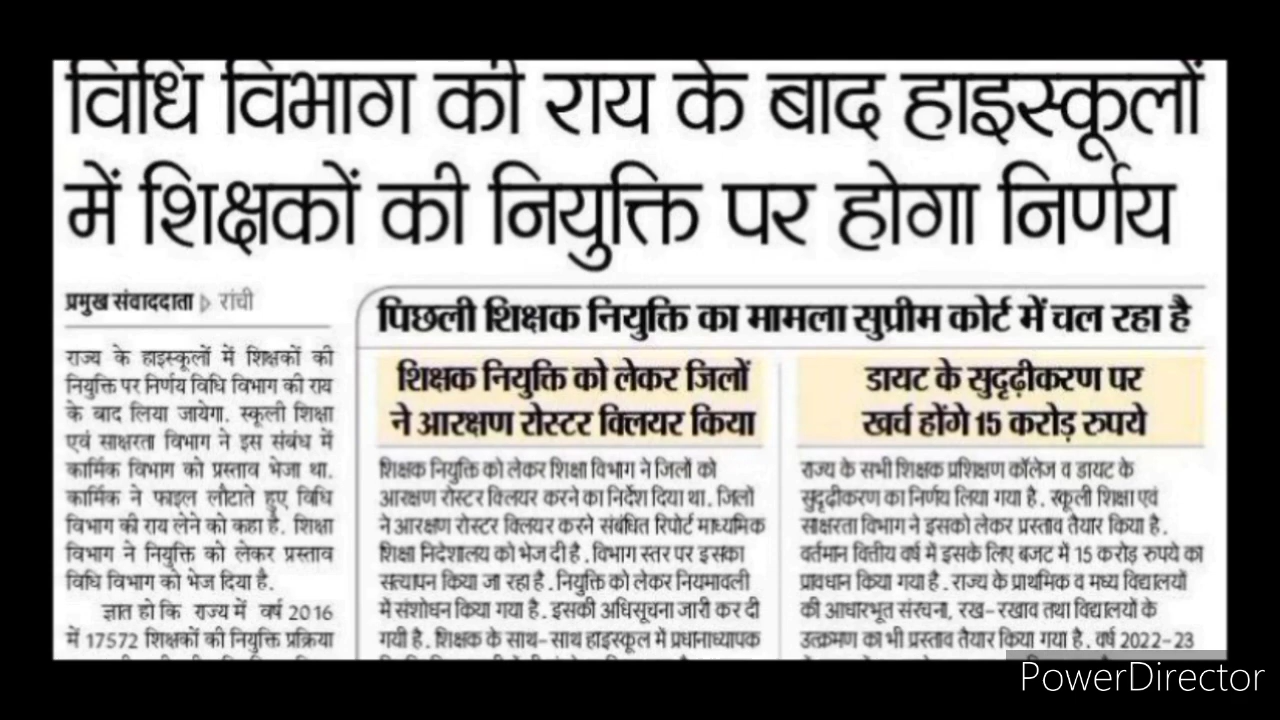 विधि विभाग की राय के बाद हाइस्कूलों
में शिक्षकों की नियुक्ति पर होगा निर्णय
प्रमुख संवाददाता ▷ रांची
राज्य के हाइस्कूलों में शिक्षकों की
नियुक्ति पर निर्णय विधि विभाग की राय
के बाद लिया जायेगा. स्कूली शिक्षा
एवं साक्षरता विभाग ने इस संबंध में
कार्मिक विभाग को प्रस्ताव भेजा था.
कार्मिक ने फाइल लौटाते हुए विधि
विभाग की राय लेने को कहा है. शिक्षा
विभाग ने नियुक्ति को लेकर प्रस्ताव
विधि विभाग को भेज दिया है.
ज्ञात हो कि राज्य में वर्ष 2016
में 17572 शिक्षकों की नियुक्ति प्रक्रिया
पिछली शिक्षक नियुक्ति का मामला सुप्रीम कोर्ट में चल रहा है
शिक्षक नियुक्ति को लेकर जिलों
ने आरक्षण रोस्टर क्लियर किया
शिक्षक नियुक्ति को लेकर शिक्षा विभाग ने जिलों को
आरक्षण रोस्टर क्लियर करने का निर्देश दिया था. जिलों
ने आरक्षण रोस्टर क्लियर करने संबंधित रिपोर्ट माध्यमिक
शिक्षा निदेशालय को भेज दी है. विभाग स्तर पर इसका
सत्यापन किया जा रहा है. नियुक्ति को लेकर नियमावली
में संशोधन किया गया है. इसकी अधिसूचना जारी कर दी
गयी है. शिक्षक के साथ-साथ हाइस्कूल में प्रधानाध्यापक
डायट के सुदृढ़ीकरण पर
खर्च होंगे 15 करोड़ रुपये
राज्य के सभी शिक्षक प्रशिक्षण कॉलेज व डायट के
सुदृढ़ीकरण का निर्णय लिया गया है. स्कूली शिक्षा एवं
साक्षरता विभाग ने इसको लेकर प्रस्ताव तैयार किया है.
वर्तमान वित्तीय वर्ष में इसके लिए बजट में 15 करोड़ रुपये का
प्रावधान किया गया है. राज्य के प्राथमिक व मध्य विद्यालयों
की आधारभूत संरचना, रख-रखाव तथा विद्यालयों के
उत्क्रमण का भी प्रस्ताव तैयार किया गया है. वर्ष 2022-23
PowerDirector